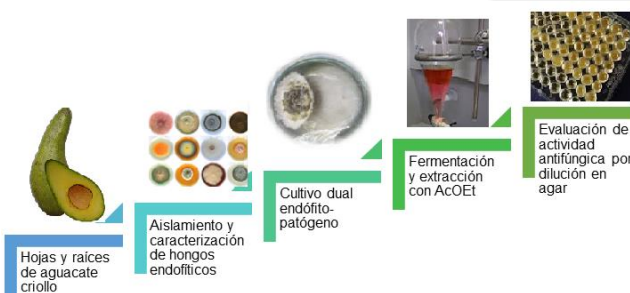 Hojas y raíces
de aguacate
criollo
Aislamiento y
caracterización
de hongos
endofíticos
Cultivo dual
endófito-
patógeno
Fermentación
y extracción
con AcOEt
Evaluación de
actividad
antifúngica por
dilución en
agar